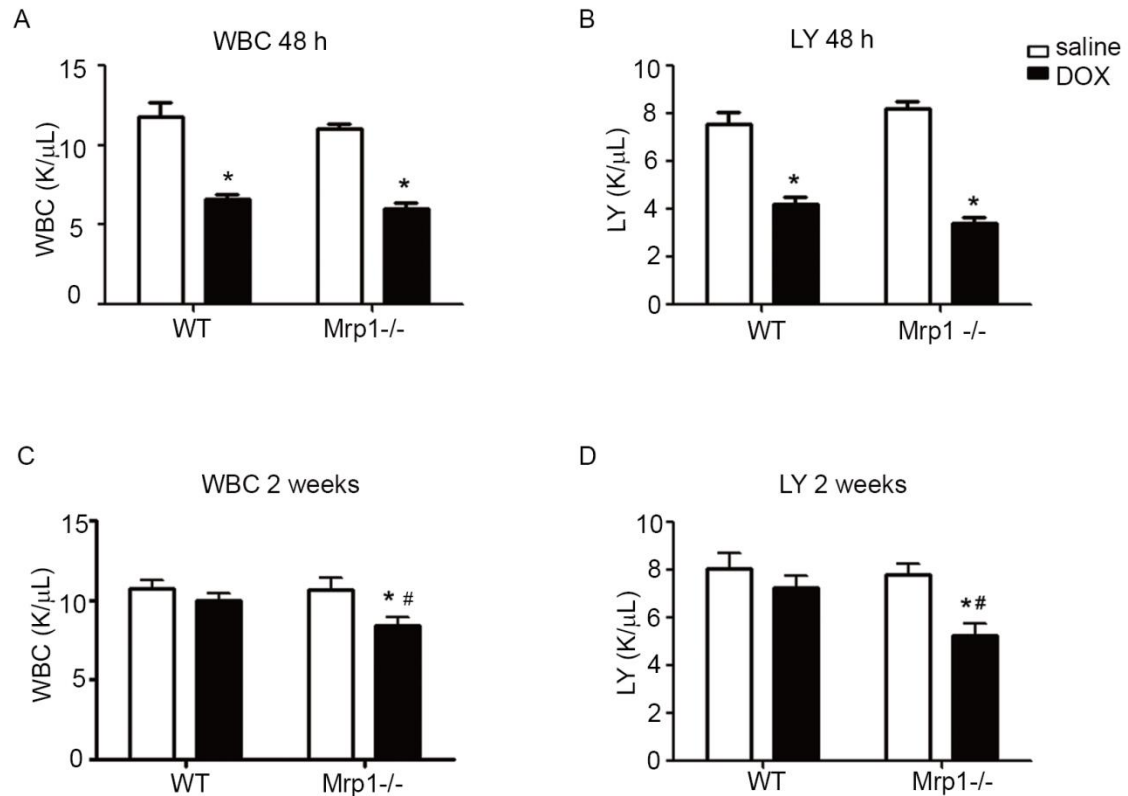 A
WBC 48 h
15
10
5
0
WBC (K/μL)
*
*
WT
Mrp1-/-
B
LY 48 h
saline
DOX
10
8
6
4
2
0
LY (K/μL)
*
*
WT
Mrp1 -/-
C
WBC 2 weeks
15
10
5
0
WBC (K/μL)
* #
WT
Mrp1-/-
D
LY 2 weeks
10
8
6
4
2
0
LY (K/μL)
*#
WT
Mrp1-/-